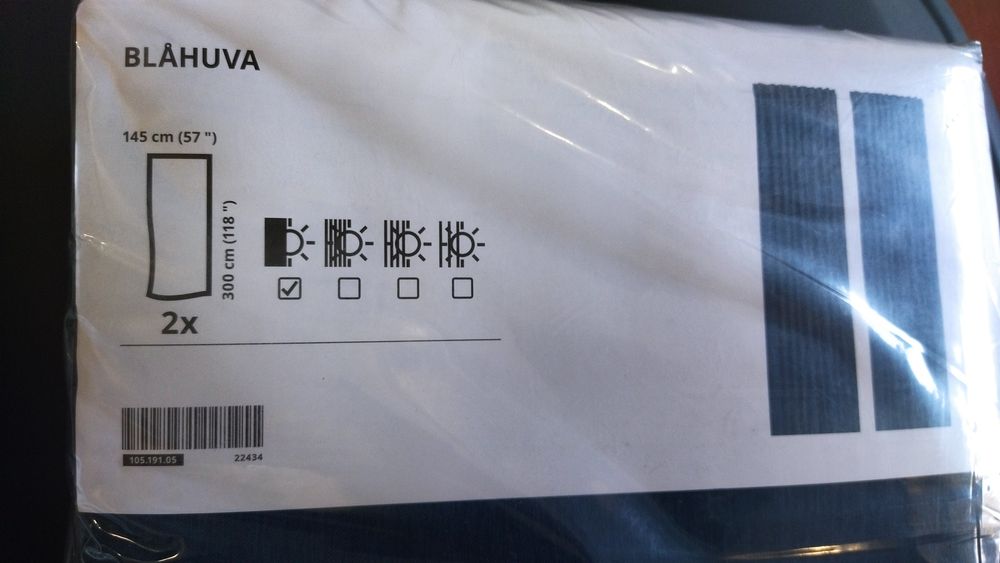 BLÅHUVA
145 cm (57 ")
300 cm (118 ")
2x
105.191.05
22434